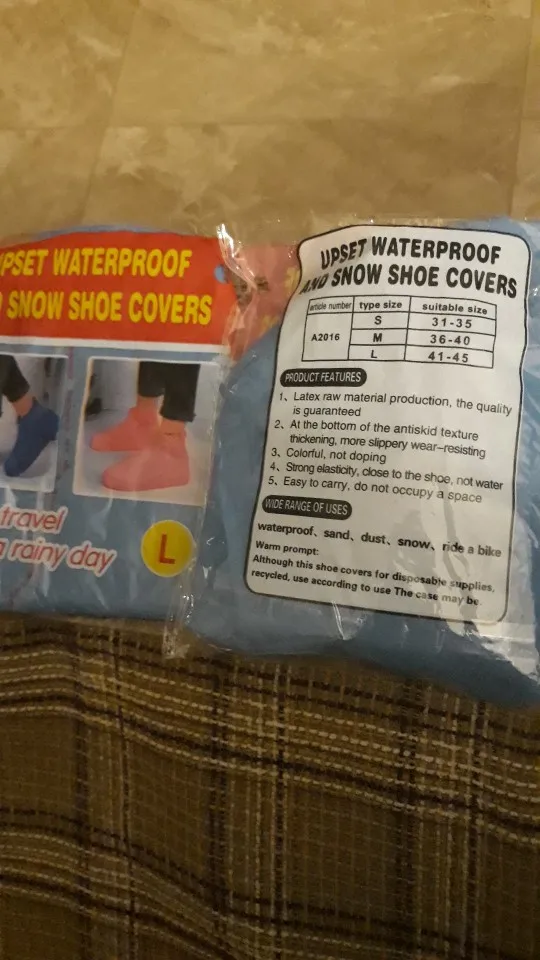 UPSET WATERPROOF
SNOW SHOE COVERS
travel
rainy day
L
UPSET WATERPROOF
AND SNOW SHOE COVERS
article number type size suitable size
A2016
S 31-35
M 36-40
L 41-45
PRODUCT FEATURES
1、Latex raw material production, the quality
is guaranteed
2、At the bottom of the antiskid texture
thickening, more slippery wear-resisting
3、Colorful, not doping
4、Strong elasticity, close to the shoe, not water
5、Easy to carry, do not occupy a space
WIDE RANGE OF USES
waterproof、sand、dust、snow、ride a bike
Warm prompt:
Although this shoe covers for disposable supplies,
recycled, use according to use The case may be.